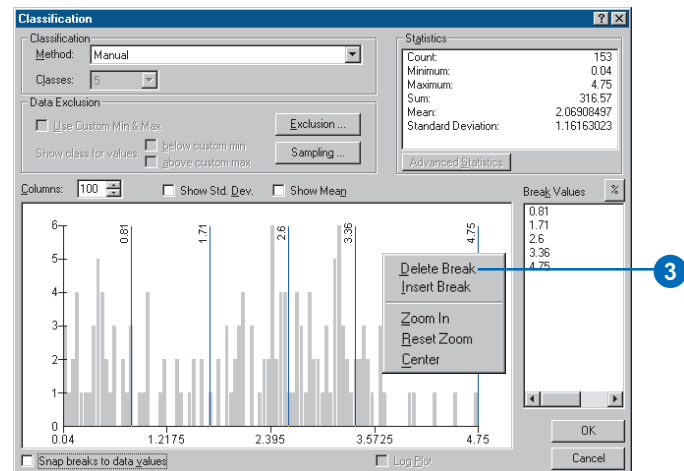 Classification
Classification
Method: Manual
Classes: 5
Data Exclusion
Use Custom Min & Max
Exclusion ...
Show class for values:
below custom min
above custom max
Sampling ...
Statistics
Count: 153
Minimum: 0.04
Maximum: 4.75
Sum: 316.57
Mean: 2.06908497
Standard Deviation: 1.16163023
Advanced Statistics
Columns: 100
Show Std. Dev.
Show Mean
Break Values
%
0.81
1.71
2.6
3.36
4.75
6
5
4
3
2
1
0
0.81
1.71
2.6
3.36
4.75
0.04
1.2175
2.395
3.5725
4.75
Delete Break
Insert Break
Zoom In
Reset Zoom
Center
3
OK
Cancel
Snap breaks to data values
Log Plot